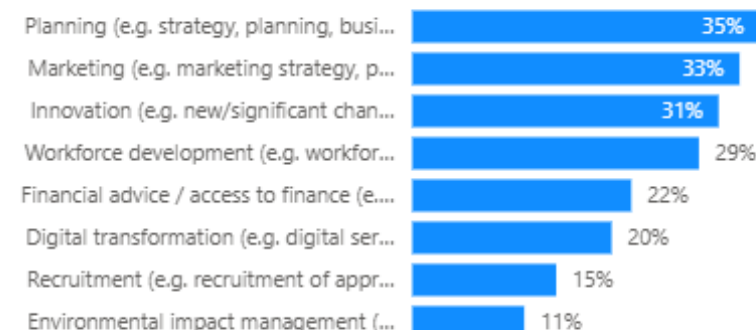 Planning (e.g. strategy, planning, busi... 35%
Marketing (e.g. marketing strategy, p... 33%
Innovation (e.g. new/significant chan... 31%
Workforce development (e.g. workfor... 29%
Financial advice / access to finance (e.... 22%
Digital transformation (e.g. digital ser... 20%
Recruitment (e.g. recruitment of appr... 15%
Environmental impact management (... 11%